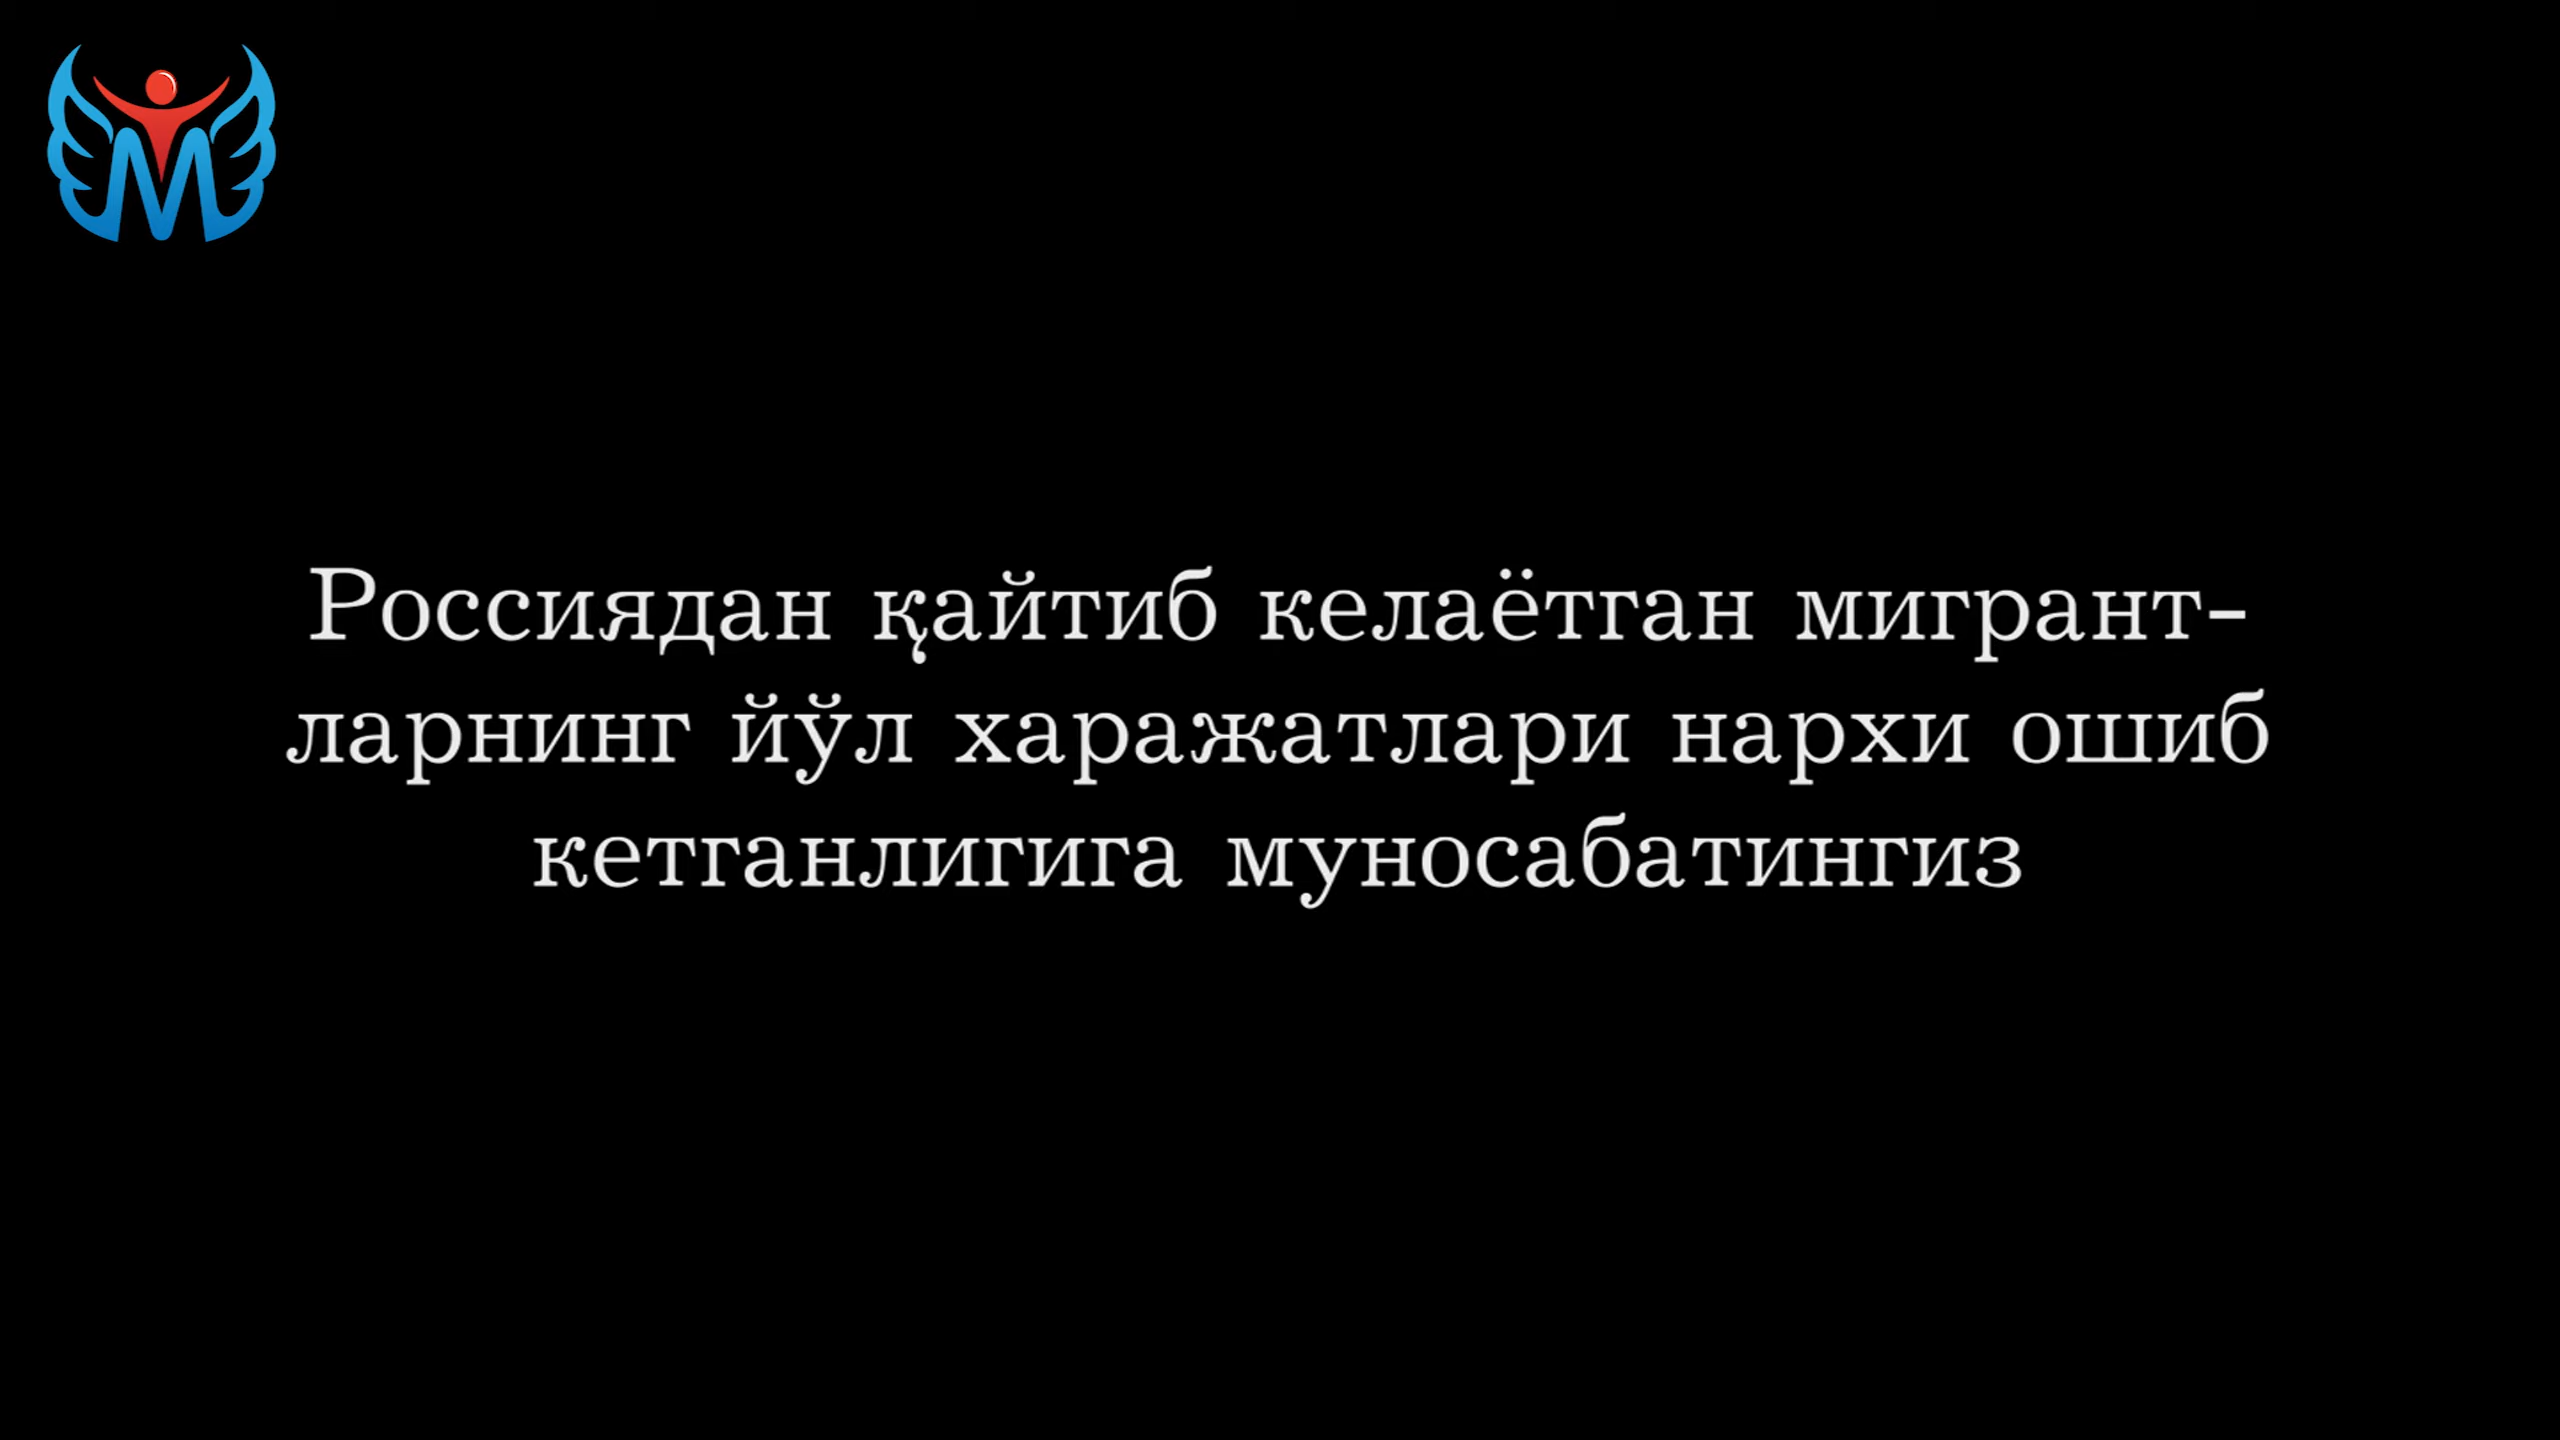 Россиядан қайтиб келаётган мигрант-
ларнинг йўл харажатлари нархи ошиб
кетганлигига муносабатингиз